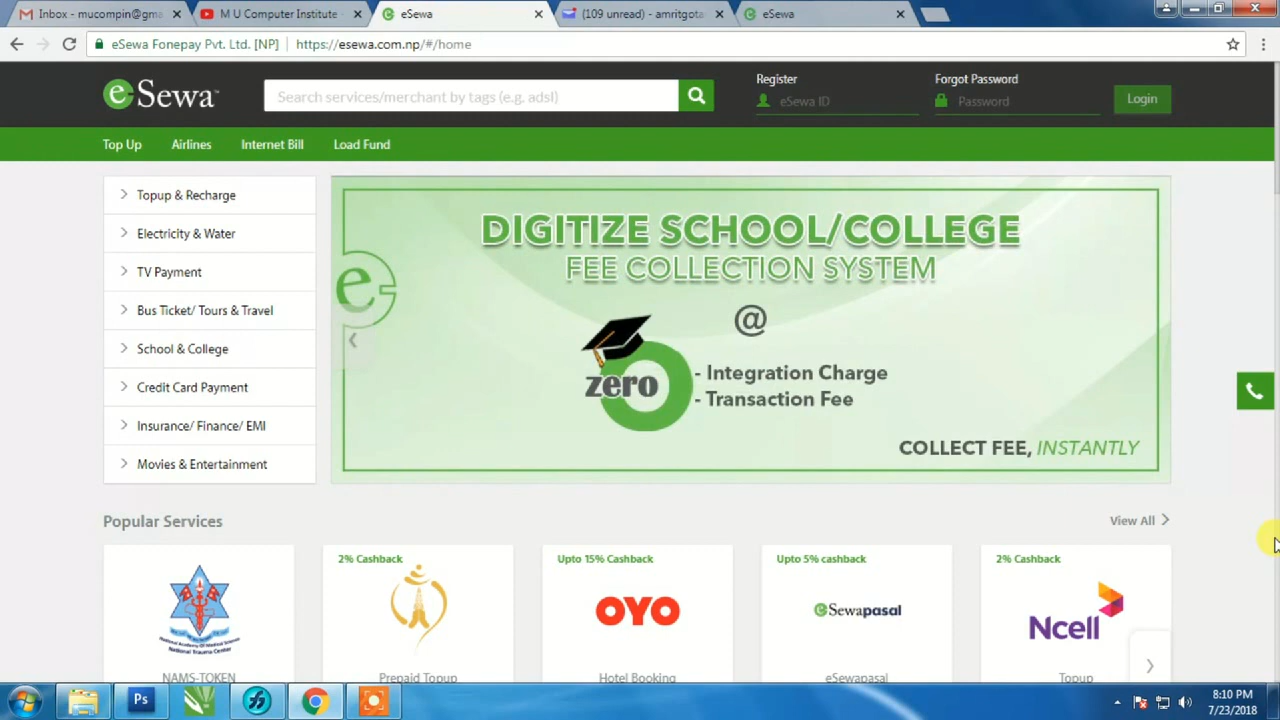 Inbox - mucompin@gma
M U Computer Institute -
eSewa
(109 unread) - amritgota
eSewa
eSewa Fonepay Pvt. Ltd. [NP]
https://esewa.com.np/#/home
eSewa
Search services/merchant by tags (e.g. adsl)
Register
eSewa ID
Forgot Password
Password
Login
Top Up
Airlines
Internet Bill
Load Fund
Topup & Recharge
Electricity & Water
TV Payment
Bus Ticket/ Tours & Travel
School & College
Credit Card Payment
Insurance/ Finance/ EMI
Movies & Entertainment
DIGITIZE SCHOOL/COLLEGE
FEE COLLECTION SYSTEM
@
zero
- Integration Charge
- Transaction Fee
COLLECT FEE, INSTANTLY
Popular Services
View All
National Trauma Center
NAMS-TOKEN
2% Cashback
Prepaid Topup
Upto 15% Cashback
OYO
Hotel Booking
Upto 5% cashback
eSewapasal
eSewapasal
2% Cashback
Ncell
Topup
Ps
8:10 PM
7/23/2018